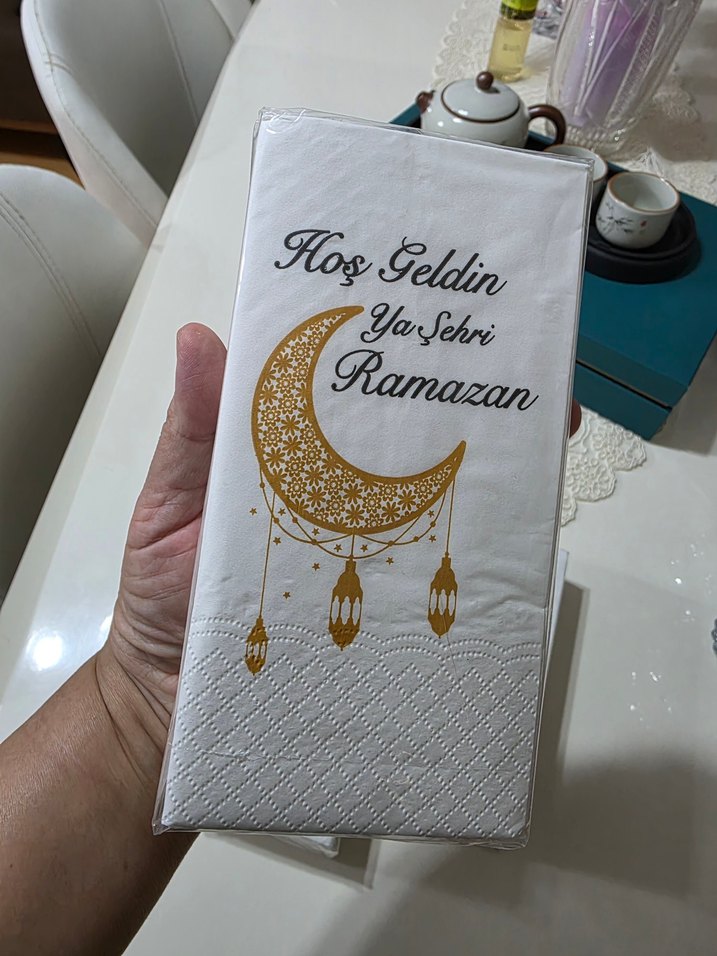 Hoş Geldin
Ya Şehri
Ramazan